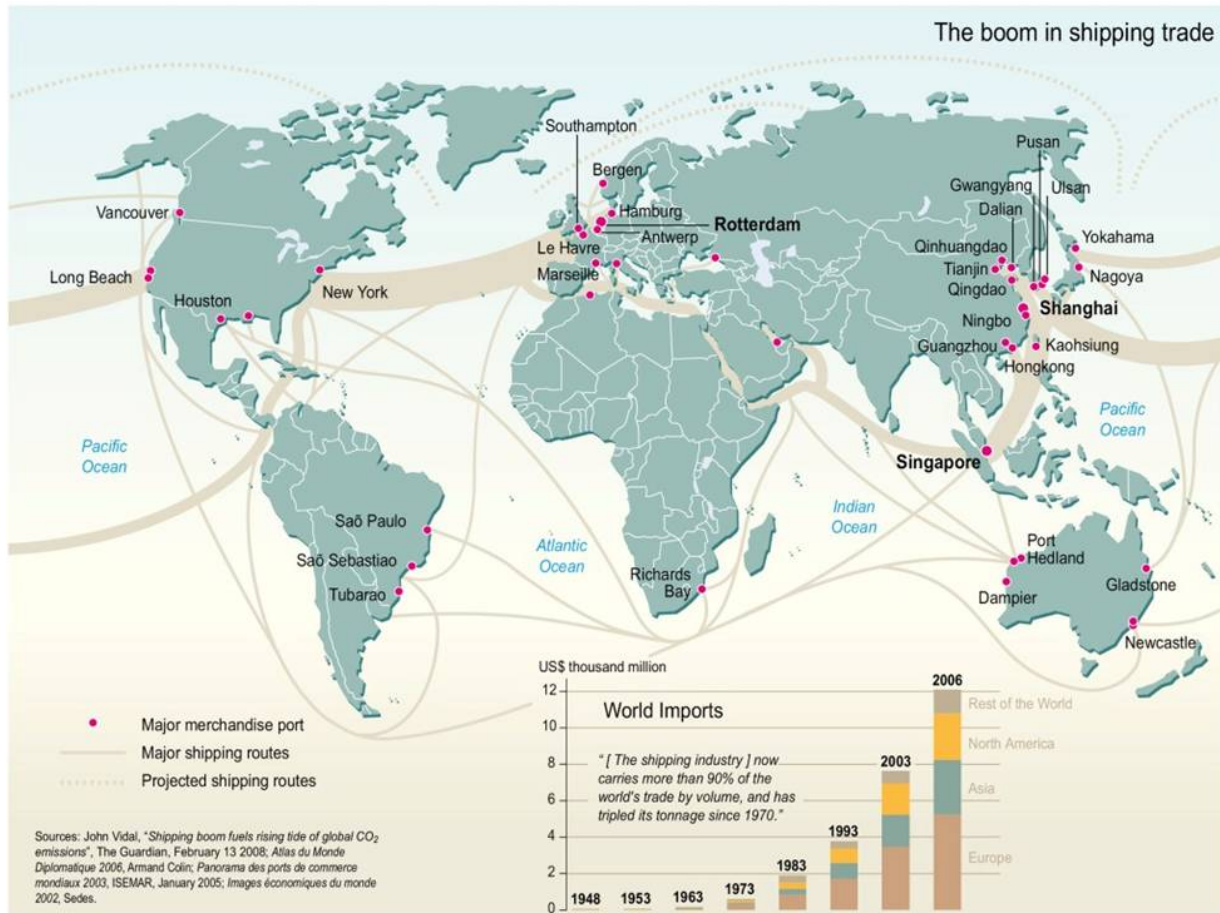 The boom in shipping trade
Southampton
Bergen
Pusan
Gwangyang
Ulsan
Dalian
Vancouver
Hamburg
Rotterdam
Le Havre
Antwerp
Qinhuangdao
Yokahama
Long Beach
Marseille
Tianjin
Nagoya
Houston
New York
Qingdao
Shanghai
Ningbo
Guangzhou
Kaohsiung
Hongkong
Pacific
Ocean
Pacific
Ocean
Singapore
Indian
Ocean
Saõ Paulo
Atlantic
Ocean
Saõ Sebastiao
Port
Hedland
Richards
Bay
Tubarao
Dampier
Gladstone
Newcastle
US$ thousand million
12
10
8
6
4
2
0
World Imports
“ [ The shipping industry ] now
carries more than 90% of the
world's trade by volume, and has
tripled its tonnage since 1970.”
1948
1953
1963
1973
1983
1993
2003
2006
Rest of the World
North America
Asia
Europe
Major merchandise port
Major shipping routes
Projected shipping routes
Sources: John Vidal, “Shipping boom fuels rising tide of global CO2
emissions”, The Guardian, February 13 2008; Atlas du Monde
Diplomatique 2006, Armand Colin; Panorama des ports de commerce
mondiaux 2003, ISEMAR, January 2005; Images économiques du monde
2002, Sedes.